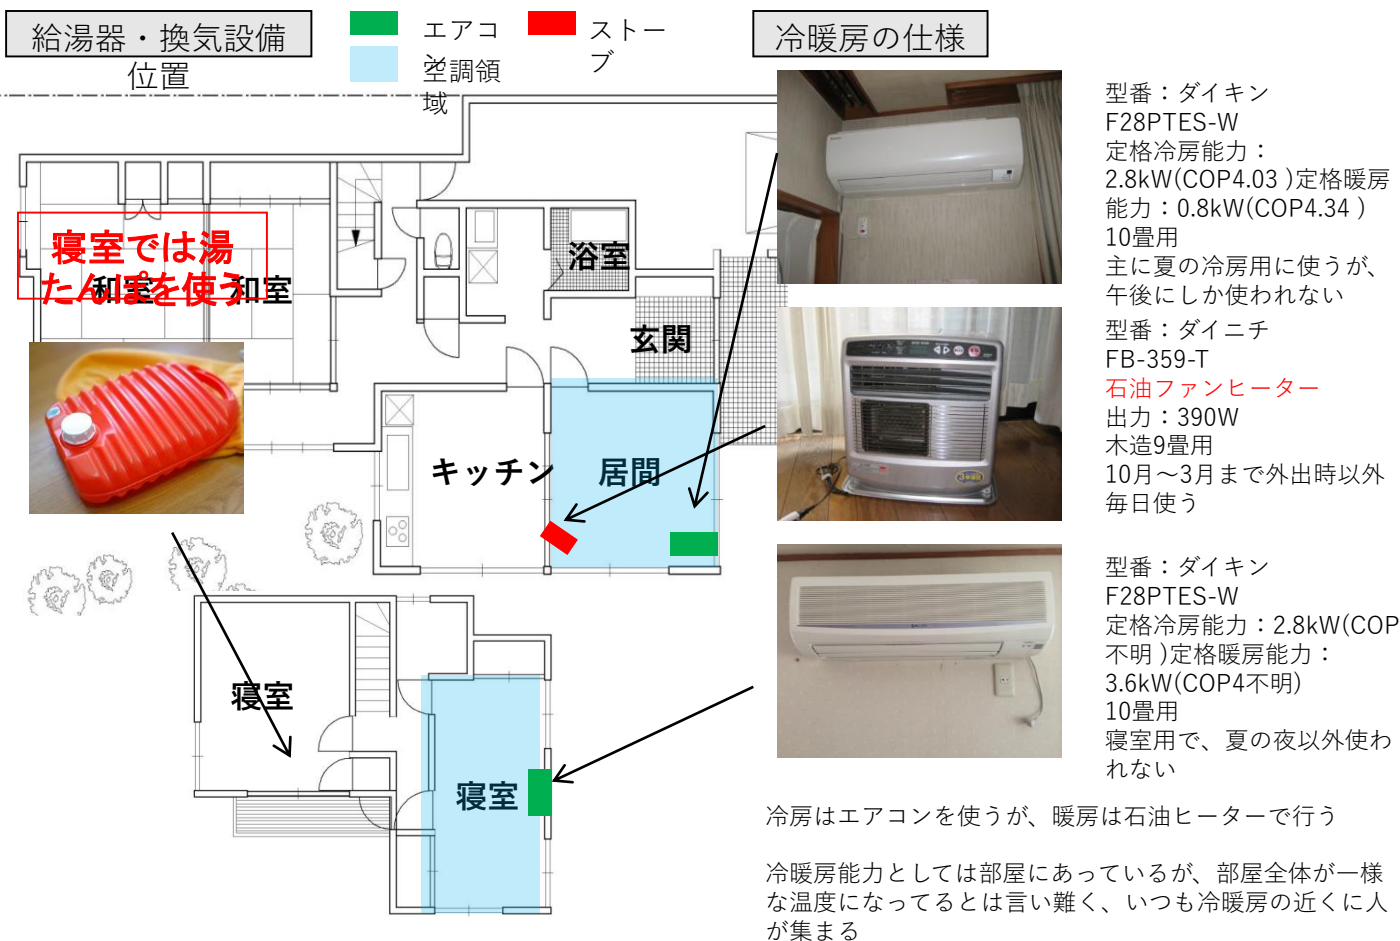 給湯器・換気設備
位置
エアコ
ン
空調領
域
ストー
ブ
冷暖房の仕様
寝室では湯
たんぽを使う
和室
和室
浴室
玄関
キッチン
居間
寝室
寝室
型番：ダイキン
F28PTES-W
定格冷房能力：
2.8kW(COP4.03 )定格暖房
能力：0.8kW(COP4.34 )
10畳用
主に夏の冷房用に使うが、
午後にしか使われない
型番：ダイニチ
FB-359-T
石油ファンヒーター
出力：390W
木造9畳用
10月～3月まで外出時以外
毎日使う
型番：ダイキン
F28PTES-W
定格冷房能力：2.8kW(COP
不明 )定格暖房能力：
3.6kW(COP4不明)
10畳用
寝室用で、夏の夜以外使わ
れない
冷房はエアコンを使うが、暖房は石油ヒーターで行う
冷暖房能力としては部屋にあっているが、部屋全体が一様
な温度になってるとは言い難く、いつも冷暖房の近くに人
が集まる